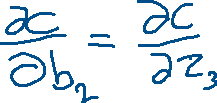 ∂C/∂b₂ = ∂C/∂z₃